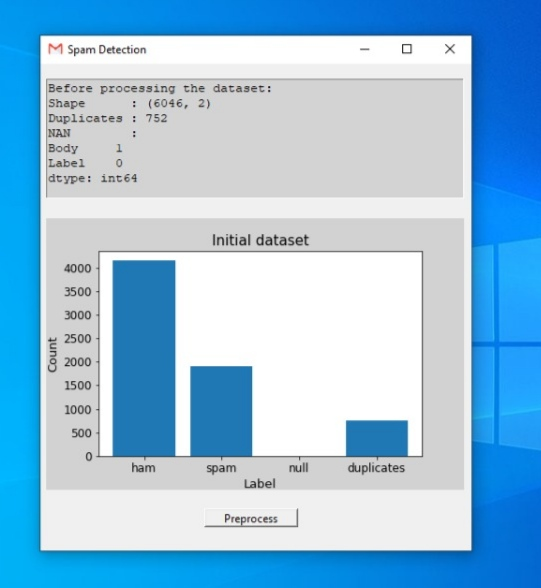 Spam Detection
Before processing the dataset:
Shape      : (6046, 2)
Duplicates : 752
NAN        :
Body     1
Label    0
dtype: int64
Initial dataset
4000
3500
3000
2500
2000
1500
1000
500
0
Count
ham spam null duplicates
Label
Preprocess